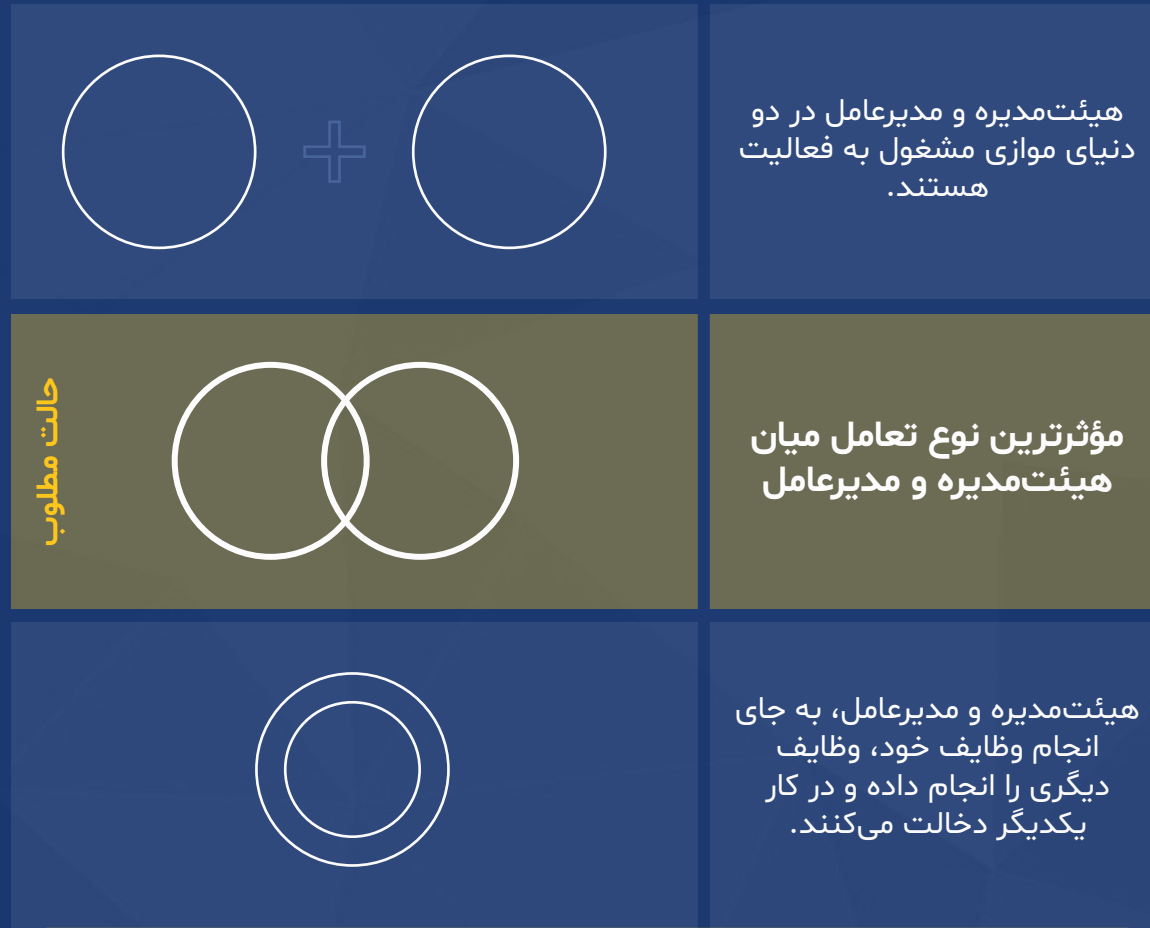 هیئت‌مدیره و مدیرعامل در دو
دنیای موازی مشغول به فعالیت
هستند.
مؤثرترین نوع تعامل میان
هیئت‌مدیره و مدیرعامل
حالت مطلوب
هیئت‌مدیره و مدیرعامل، به جای
انجام وظایف خود، وظایف
دیگری را انجام داده و در کار
یکدیگر دخالت می‌کنند.